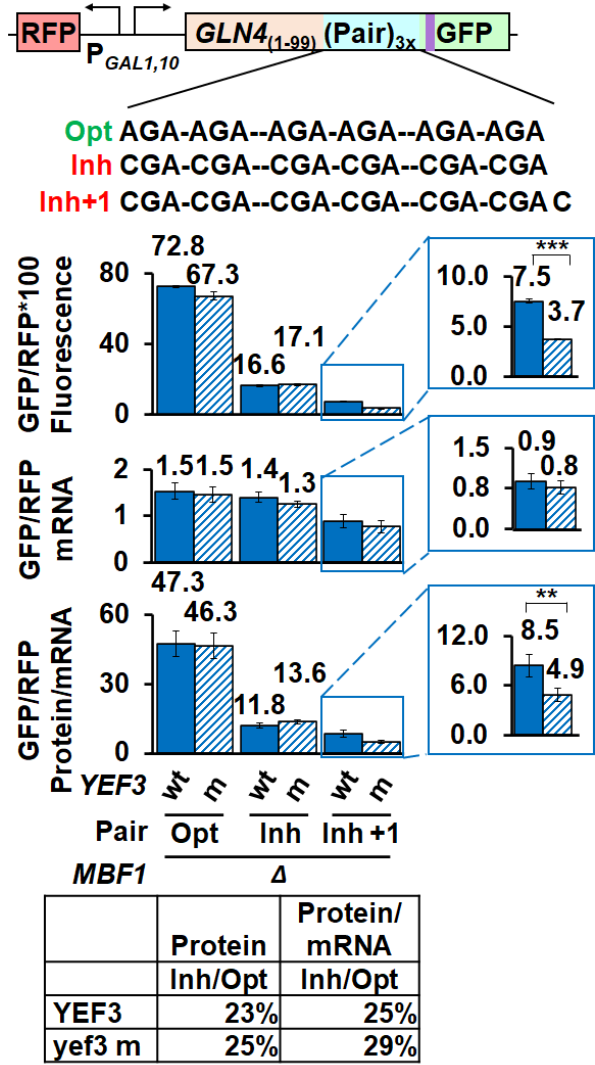 RFP
P GAL1,10
GLN4(1-99) (Pair)3x
GFP
Opt AGA-AGA--AGA-AGA--AGA-AGA
Inh CGA-CGA--CGA-CGA--CGA-CGA
Inh+1 CGA-CGA--CGA-CGA--CGA-CGA C
GFP/RFP*100
Fluorescence
80
40
0
72.8
67.3
16.6
17.1
10.0
5.0
0.0
***
7.5
3.7
GFP/RFP
mRNA
2
1
0
1.5
1.5
1.4
1.3
1.5
0.8
0.0
0.9
0.8
GFP/RFP
Protein/mRNA
60
30
0
47.3
46.3
11.8
13.6
12.0
6.0
0.0
**
8.5
4.9
YEF3 wt m wt m wt m
Pair Opt Inh Inh +1
MBF1 Δ
Protein Protein/
mRNA
Inh/Opt Inh/Opt
YEF3 23% 25%
yef3 m 25% 29%